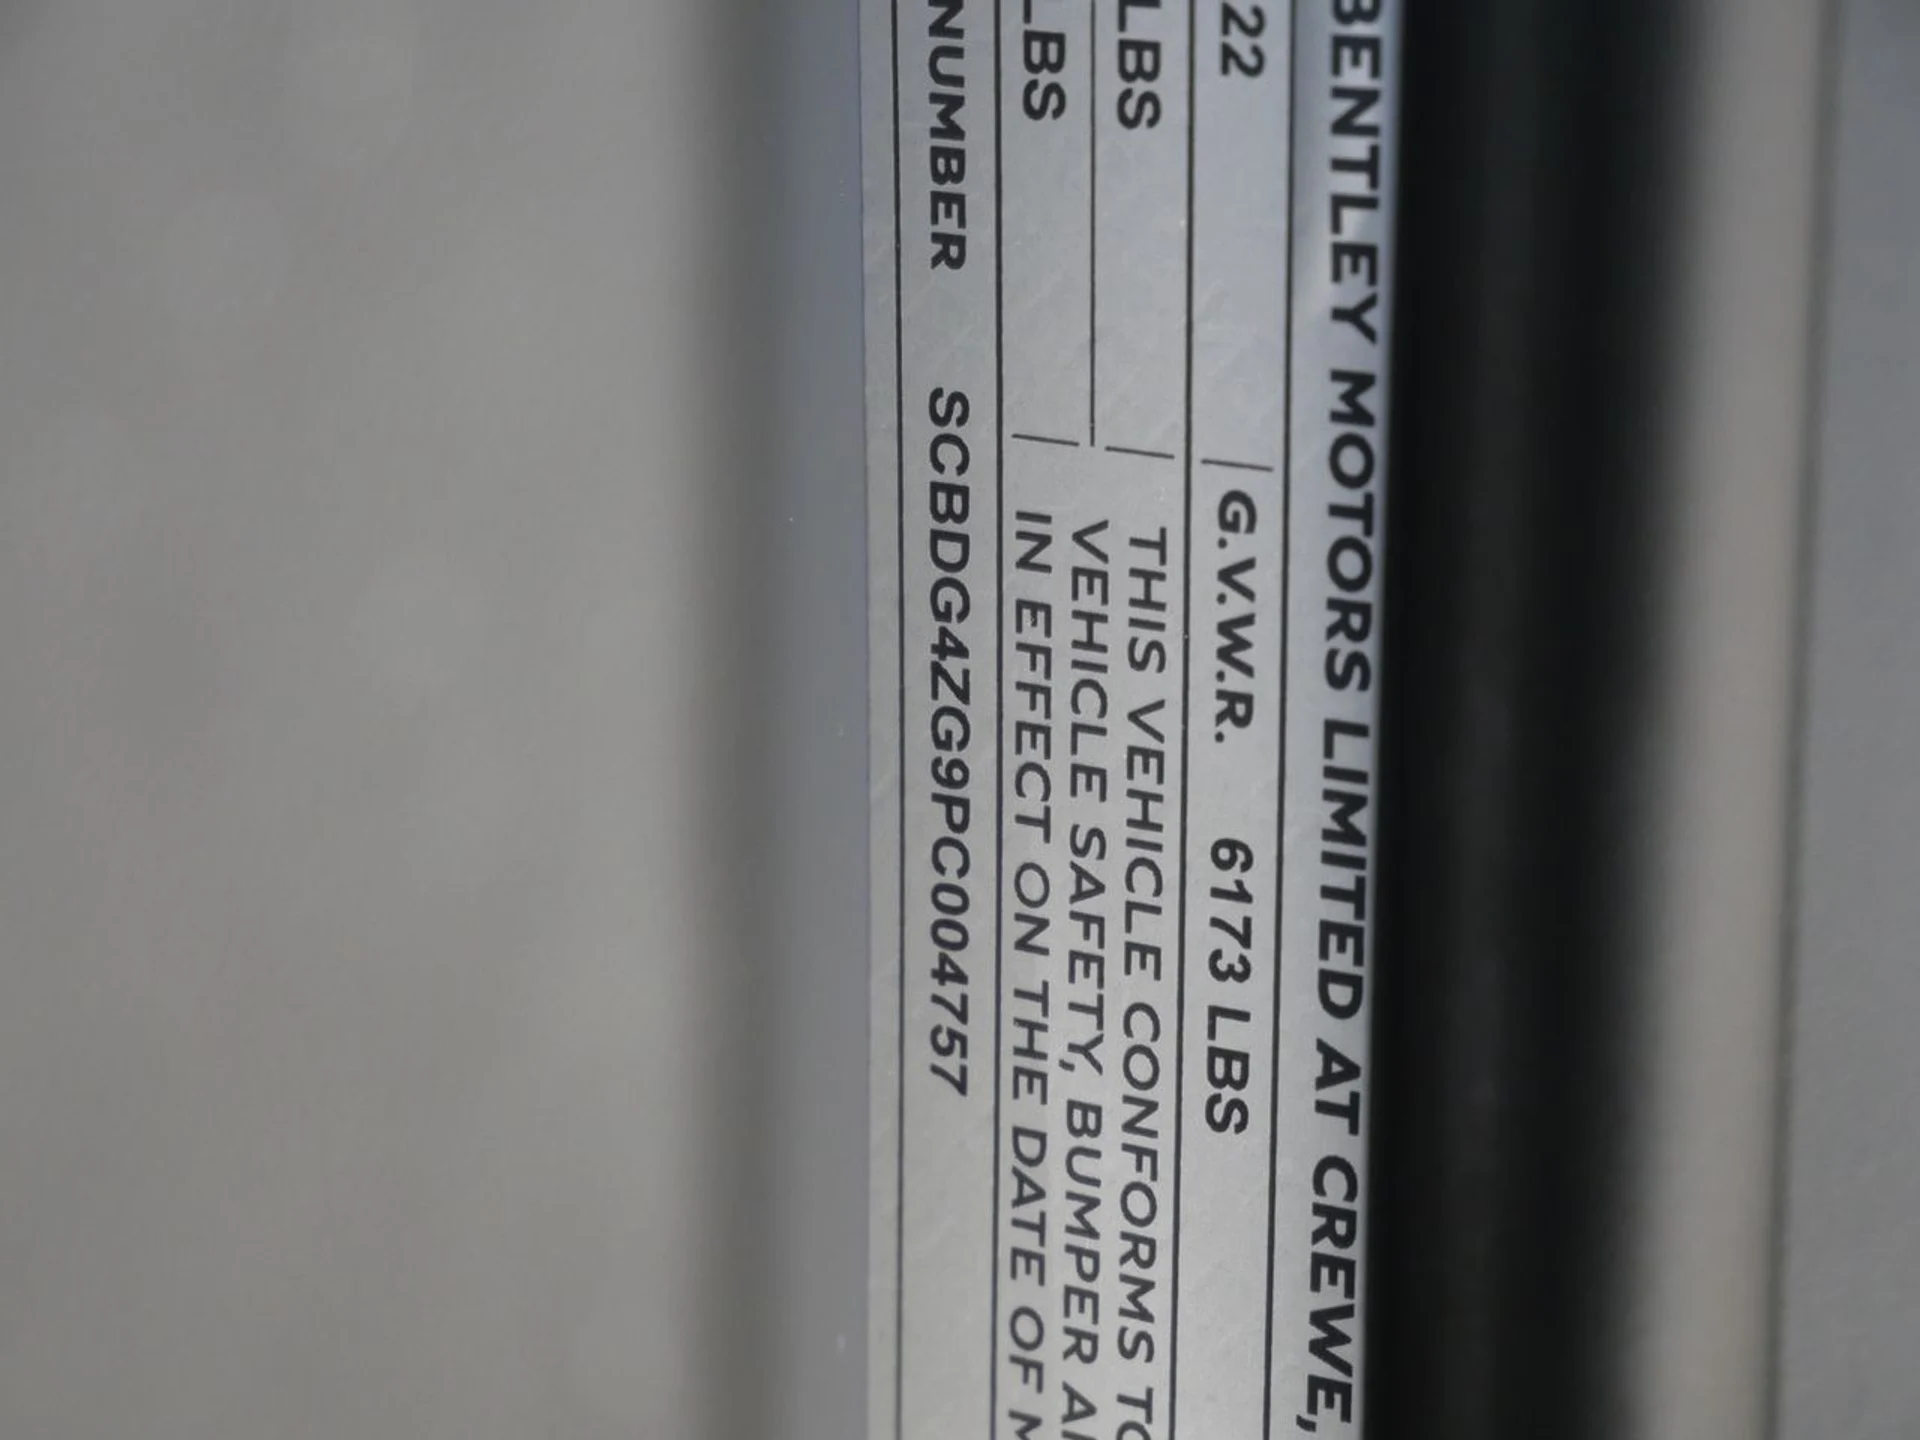 BENTLEY MOTORS LIMITED AT CREWE,
22 G.V.W.R. 6173 LBS
LBS THIS VEHICLE CONFORMS TO
VEHICLE SAFETY, BUMPER
LBS IN EFFECT ON THE DATE OF
NUMBER SCBDG4ZG9PC004757